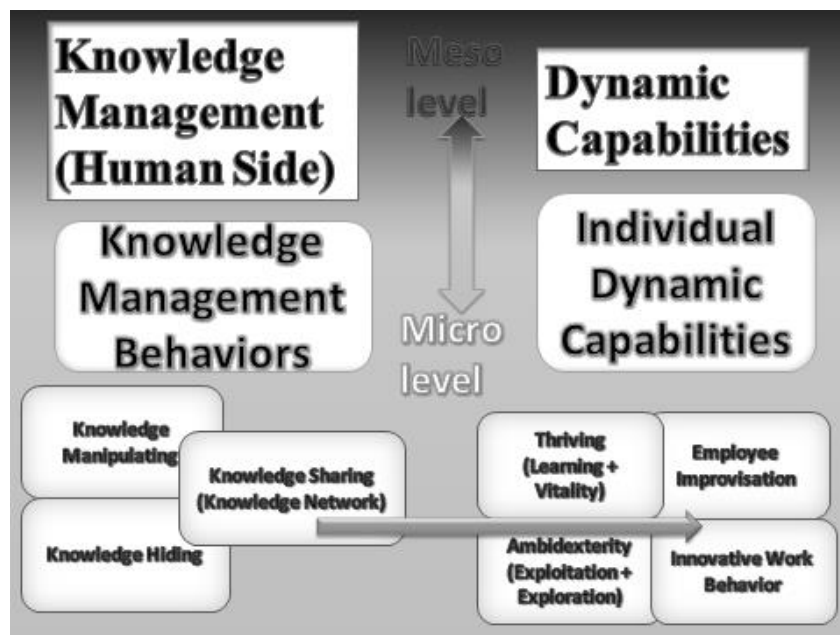 Knowledge
Management
(Human Side)
Meso
level
Dynamic
Capabilities
Knowledge
Management
Behaviors
Individual
Dynamic
Capabilities
Micro
level
Knowledge
Manipulating
Knowledge Sharing
(Knowledge Network)
Knowledge Hiding
Thriving
(Learning +
Vitality)
Employee
Improvisation
Ambidexterity
(Exploitation +
Exploration)
Innovative Work
Behavior